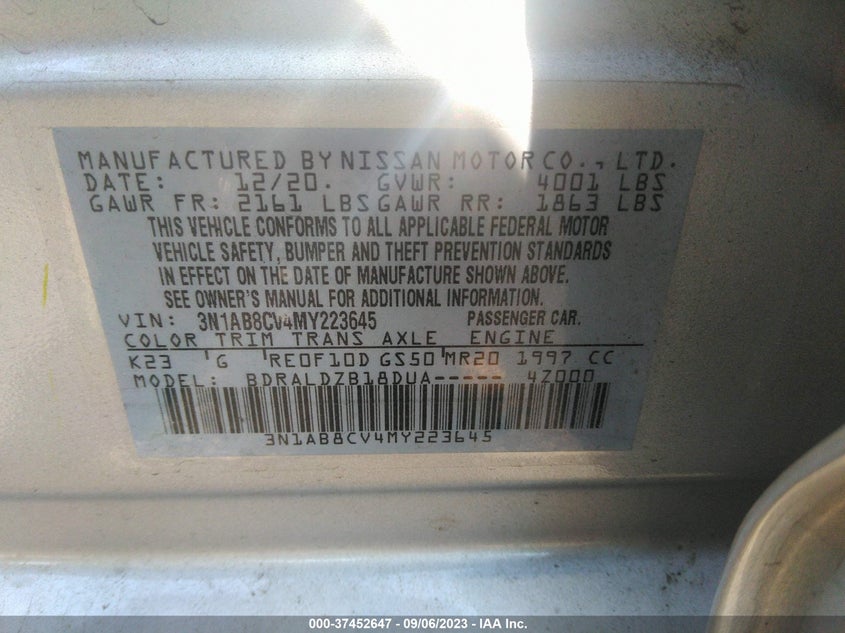 MANUFACTURED BY NISSAN MOTOR CO., LTD.
DATE: 12/20. GVWR: 4001 LBS
GAWR FR: 2161 LBS GAWR RR: 1863 LBS
THIS VEHICLE CONFORMS TO ALL APPLICABLE FEDERAL MOTOR
VEHICLE SAFETY, BUMPER AND THEFT PREVENTION STANDARDS
IN EFFECT ON THE DATE OF MANUFACTURE SHOWN ABOVE.
SEE OWNER'S MANUAL FOR ADDITIONAL INFORMATION.
VIN: 3N1AB8CV4MY223645 PASSENGER CAR.
COLOR TRIM TRANS AXLE ENGINE
K23 G RE0F10D GS50 MR20 1997 CC
MODEL: BDRALDZB18DUA----- 4Z000
3N1AB8CV4MY223645
000-37452647 - 09/06/2023 - IAA Inc.